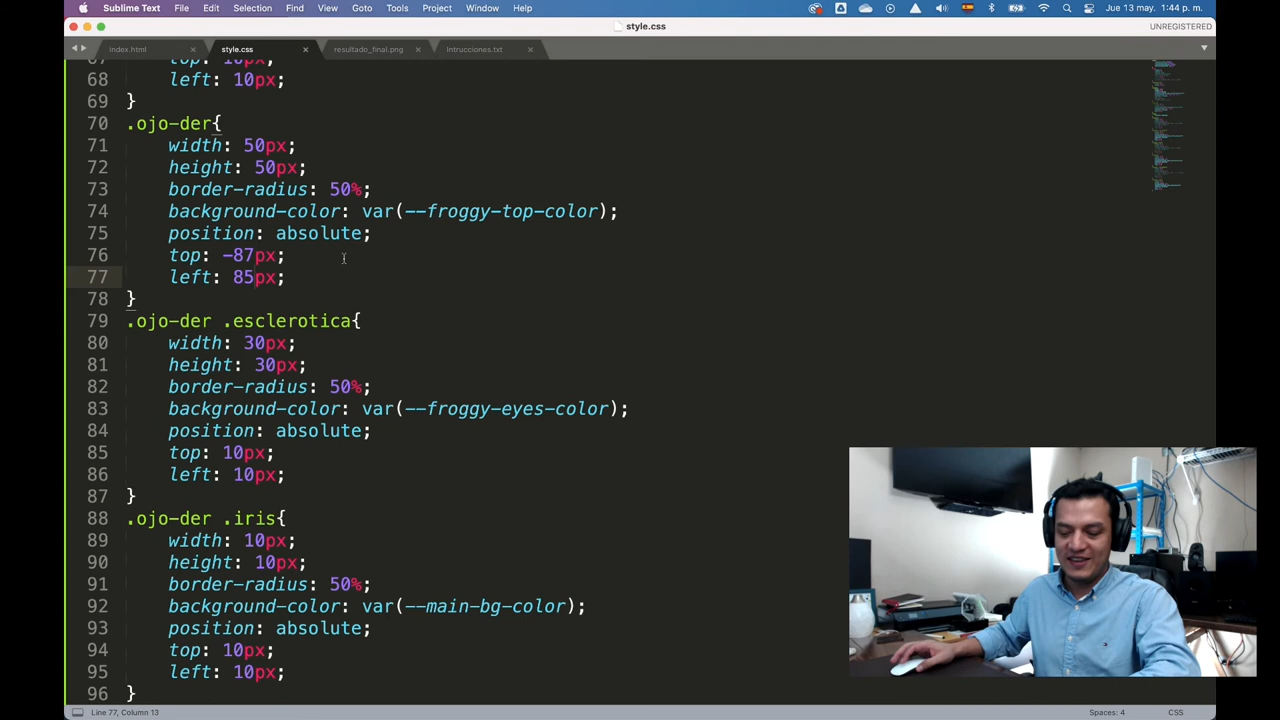 Sublime Text File Edit Selection Find View Goto Tools Project Window Help Jue 13 may. 1:44 p. m.
style.css UNREGISTERED
index.html × style.css × resultado_final.png × Intrucciones.txt ×
67 top: 10px;
68 left: 10px;
69 }
70 .ojo-der{
71 width: 50px;
72 height: 50px;
73 border-radius: 50%;
74 background-color: var(--froggy-top-color);
75 position: absolute;
76 top: -87px;
77 left: 85px;
78 }
79 .ojo-der .esclerotica{
80 width: 30px;
81 height: 30px;
82 border-radius: 50%;
83 background-color: var(--froggy-eyes-color);
84 position: absolute;
85 top: 10px;
86 left: 10px;
87 }
88 .ojo-der .iris{
89 width: 10px;
90 height: 10px;
91 border-radius: 50%;
92 background-color: var(--main-bg-color);
93 position: absolute;
94 top: 10px;
95 left: 10px;
96 }
Line 77, Column 13 Spaces: 4 CSS